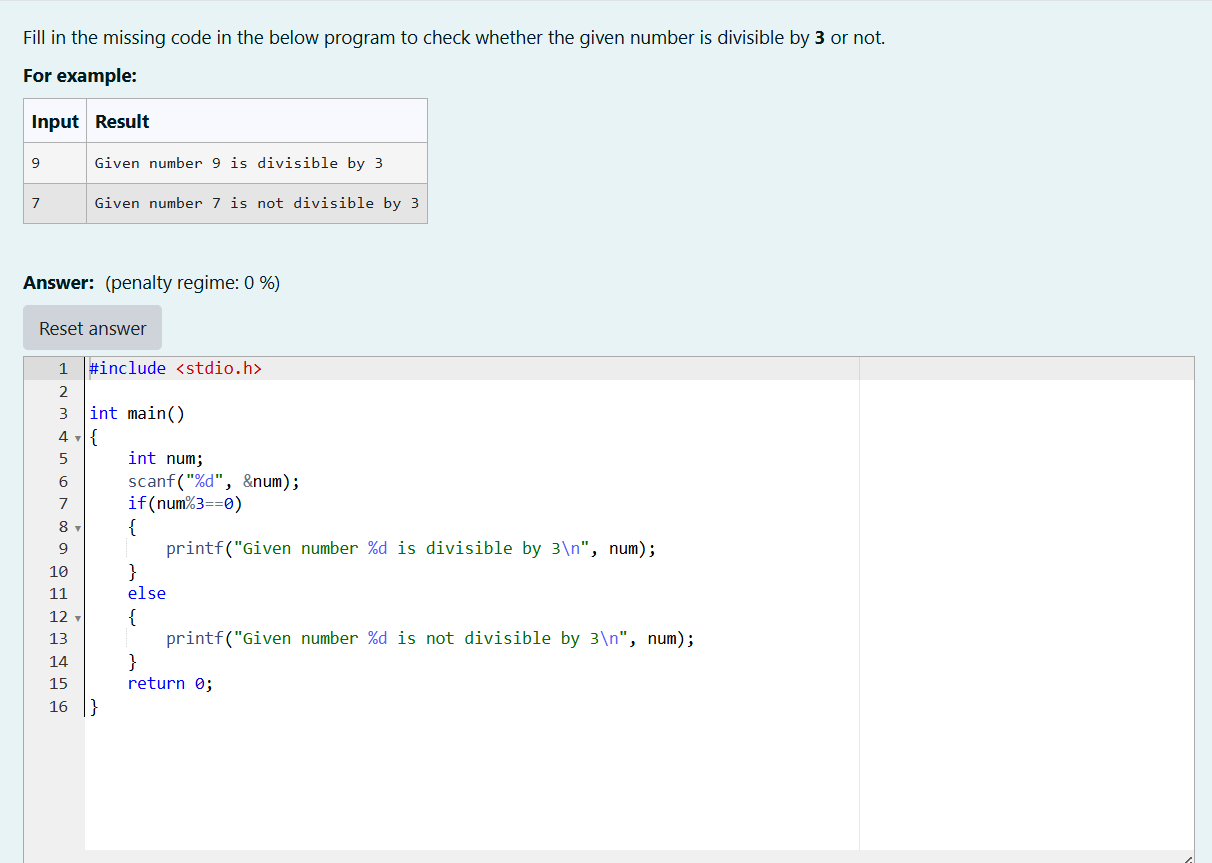 Fill in the missing code in the below program to check whether the given number is divisible by 3 or not.
For example:
Input Result
9 Given number 9 is divisible by 3
7 Given number 7 is not divisible by 3
Answer: (penalty regime: 0 %)
Reset answer
1 #include <stdio.h>
2
3 int main()
4 {
5     int num;
6     scanf("%d", &num);
7     if(num%3==0)
8     {
9         printf("Given number %d is divisible by 3\n", num);
10     }
11     else
12     {
13         printf("Given number %d is not divisible by 3\n", num);
14     }
15     return 0;
16 }